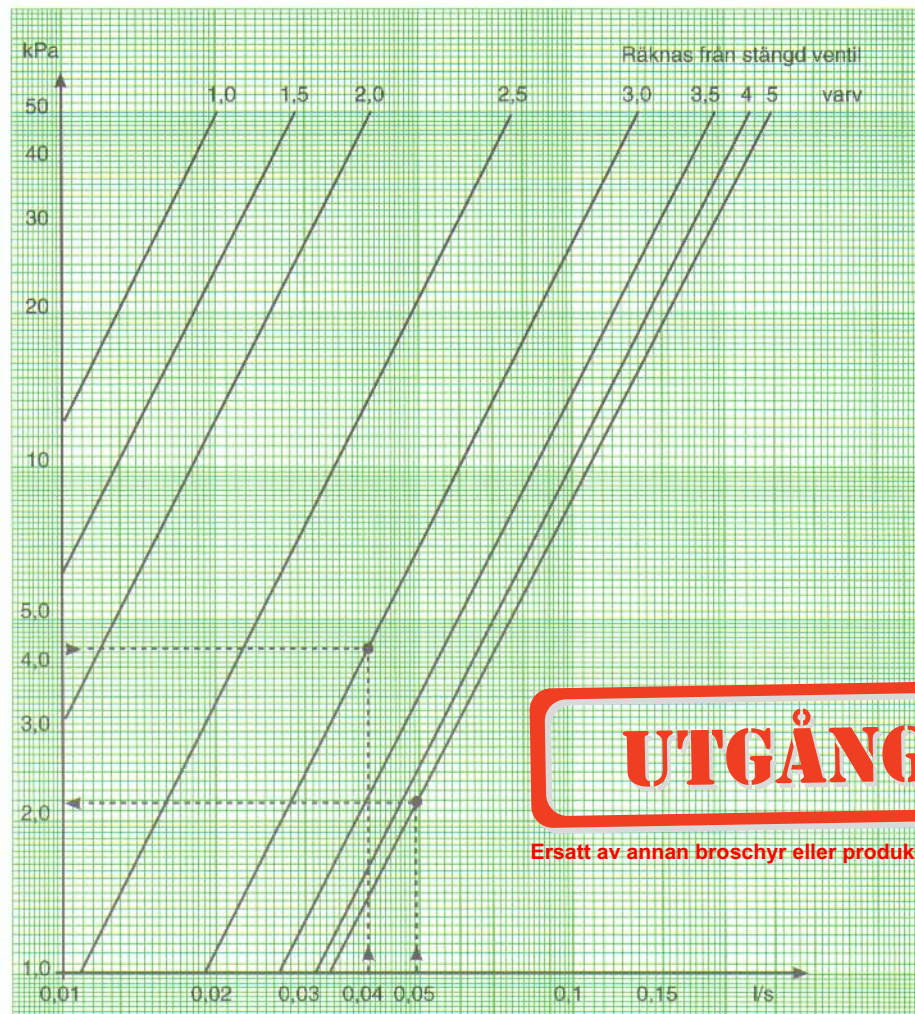 kPa
Räknas från stängd ventil
1,0 1,5 2,0 2,5 3,0 3,5 4 5 varv
50
40
30
20
10
5,0
4,0
3,0
2,0
1,0
UTGÅNG
Ersatt av annan broschyr eller produk
0,01 0,02 0,03 0,04 0,05 0,1 0,15 l/s